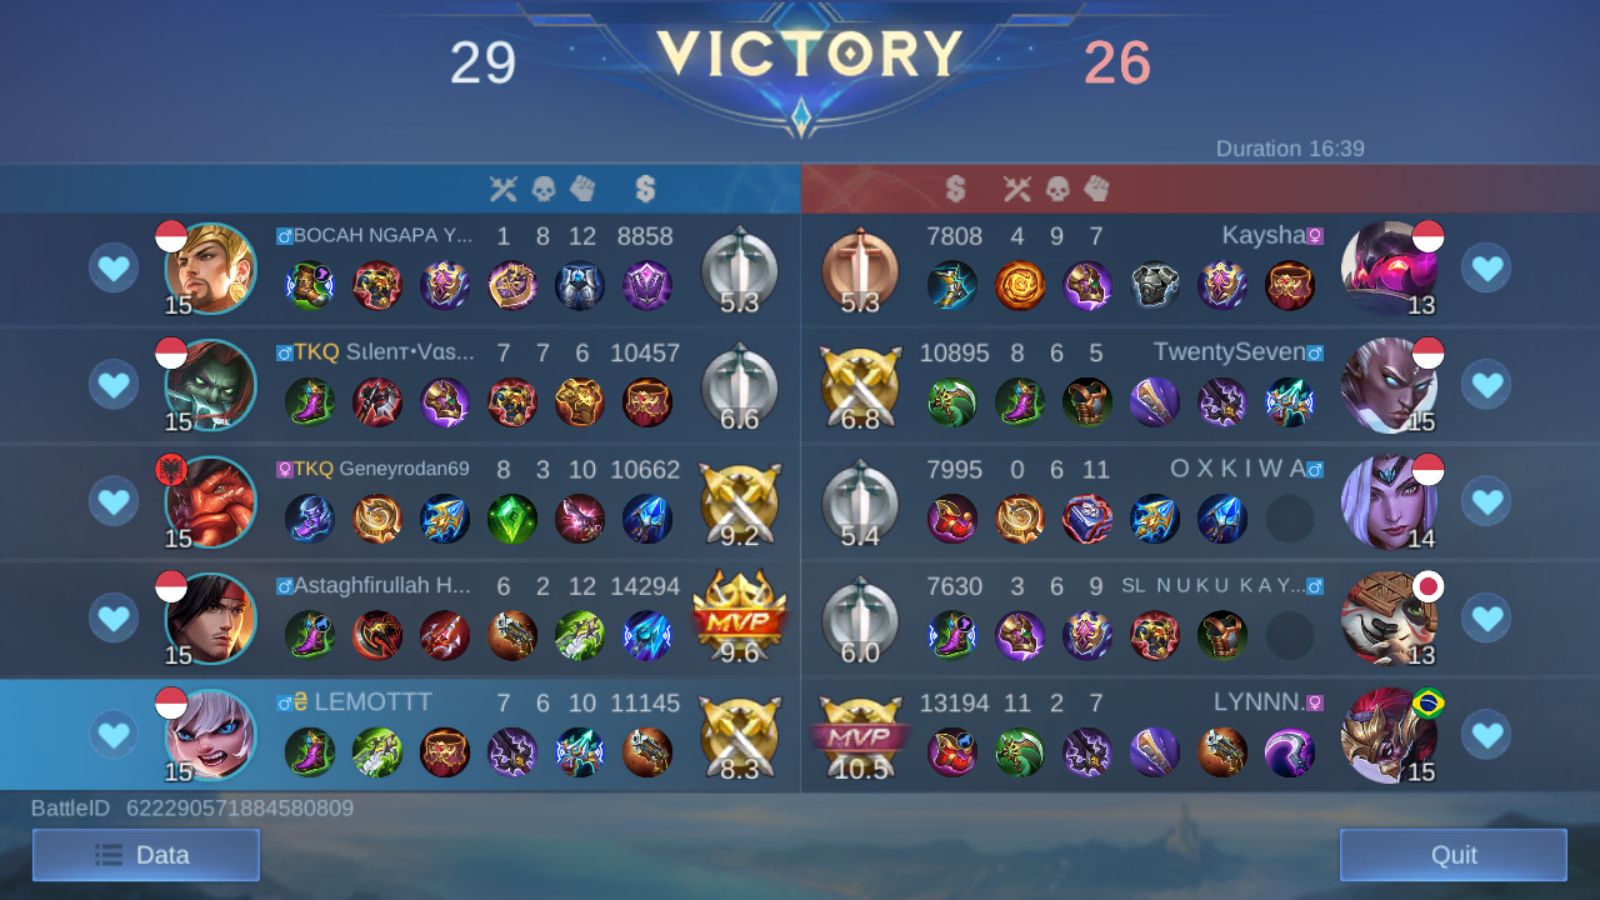 29 VICTORY 26
Duration 16:39
BOCAH NGAPA Y... 1 8 12 8858 5.3 15
5.3 7808 4 9 7 Kaysha 13
TKQ Sιlenт•Vαs... 7 7 6 10457 6.6 15
6.8 10895 8 6 5 TwentySeven 15
TKQ Geneyrodan69 8 3 10 10662 9.2 15
5.4 7995 0 6 11 O X K I W A 14
Astaghfirullah H... 6 2 12 14294 MVP 9.6 15
6.0 7630 3 6 9 SL N U K U K A Y... 13
₴ LEMOTTT 7 6 10 11145 8.3 15
MVP 10.5 13194 11 2 7 LYNNN. 15
BattleID 622290571884580809
Data
Quit